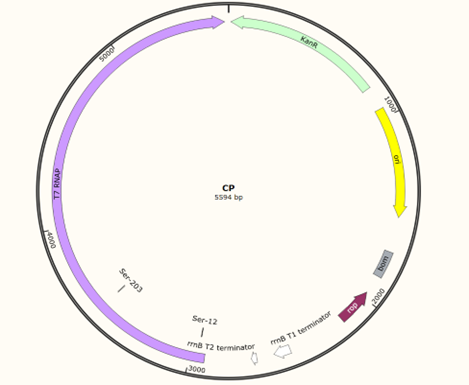 KanR
5000
1000
ori
T7 RNAP
CP
5594 bp
4000
bom
Ser-203
2000
rop
Ser-12
rrnB T1 terminator
rrnB T2 terminator
3000